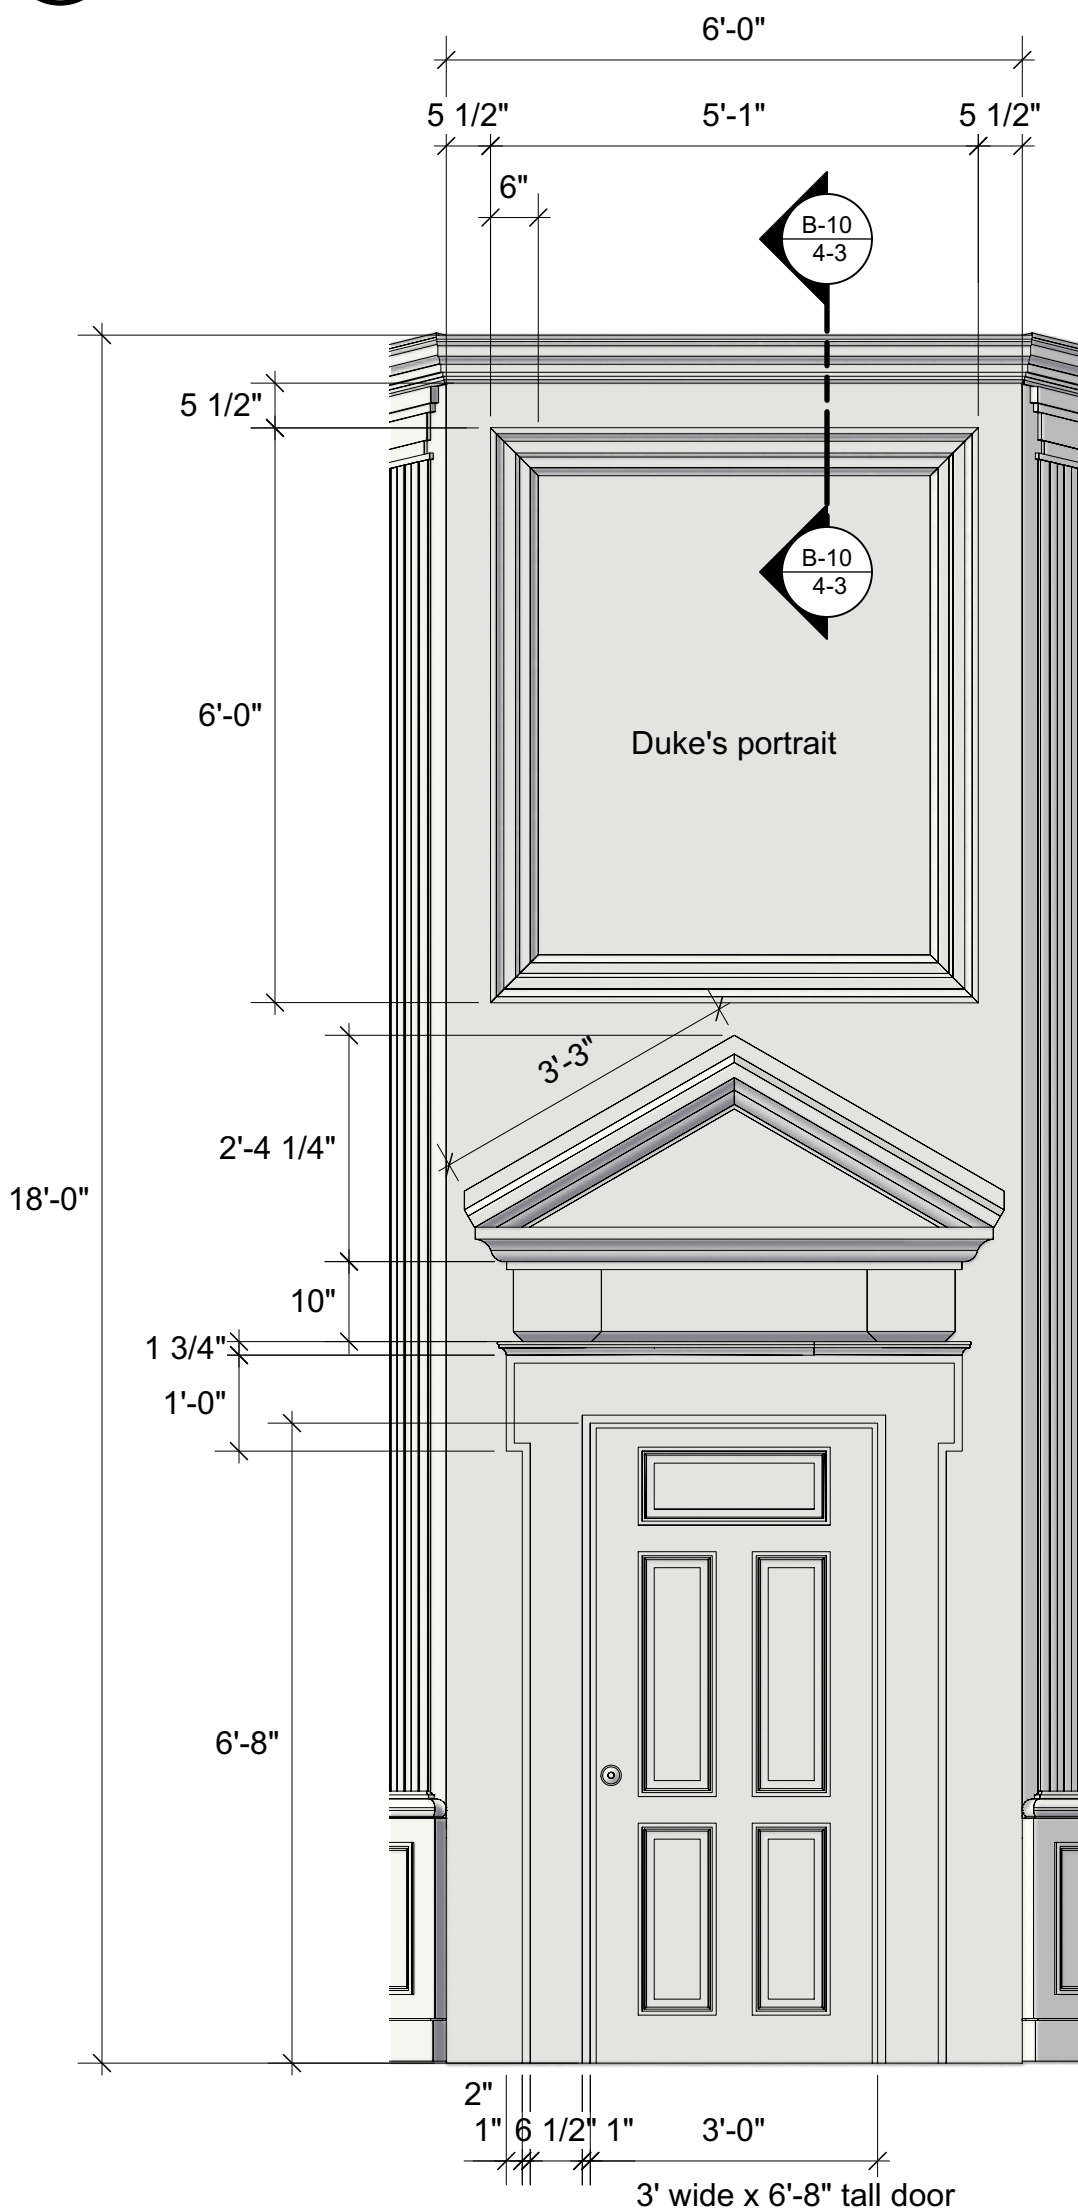 6'-0"
5 1/2" 5'-1" 5 1/2"
6"
B-10
4-3
5 1/2"
B-10
4-3
6'-0"
Duke's portrait
3'-3"
2'-4 1/4"
18'-0"
10"
1 3/4"
1'-0"
6'-8"
2"
1" 6 1/2" 1" 3'-0"
3' wide x 6'-8" tall door